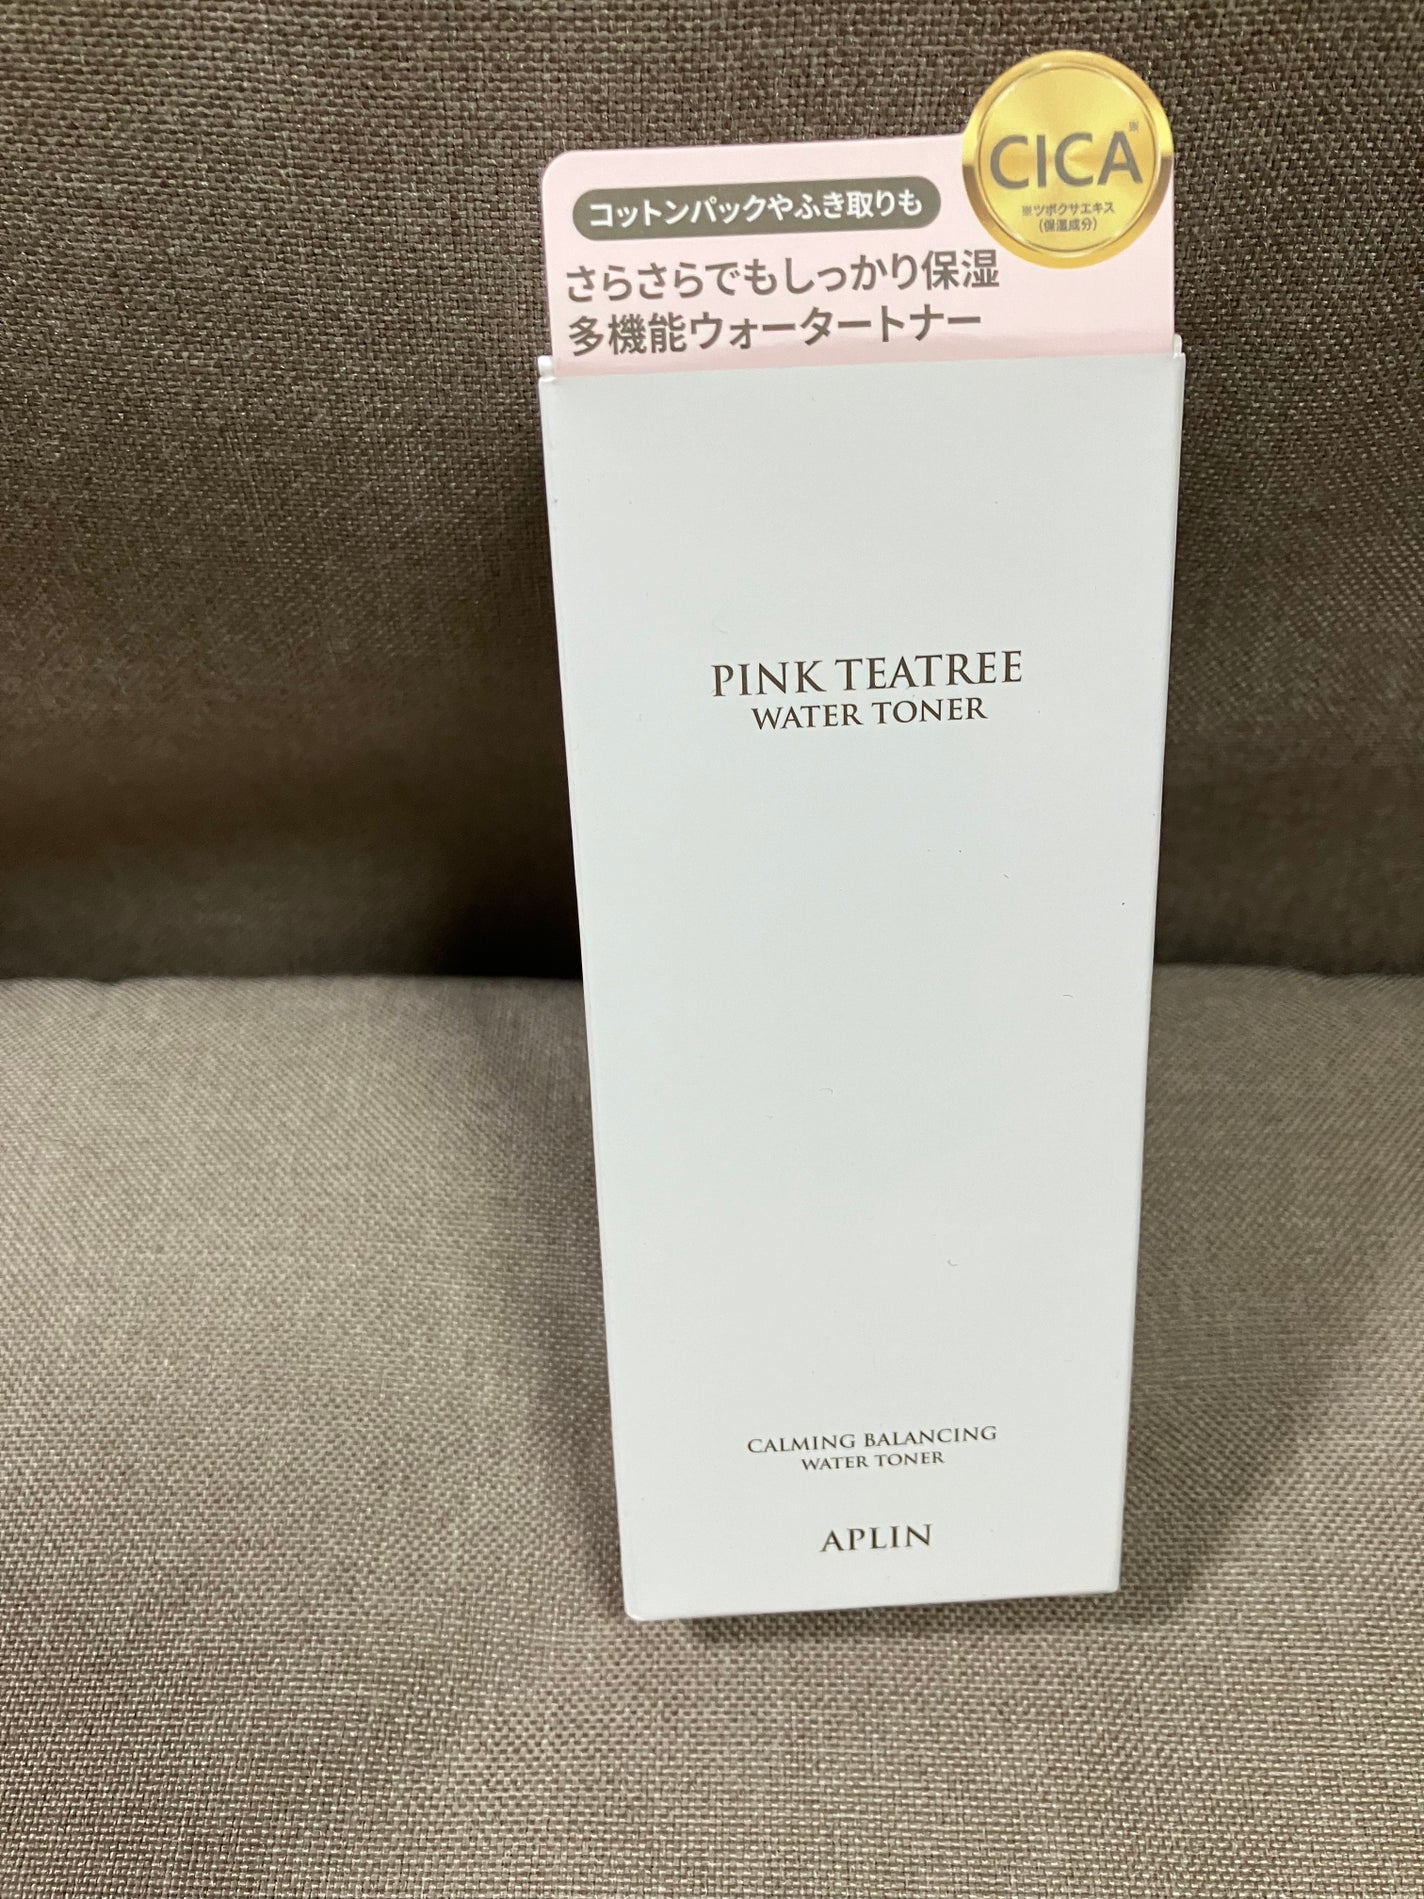 CICA※
※ツボクサエキス
(保湿成分)
コットンパックやふき取りも
さらさらでもしっかり保湿
多機能ウォータートナー
PINK TEATREE
WATER TONER
CALMING BALANCING
WATER TONER
APLIN